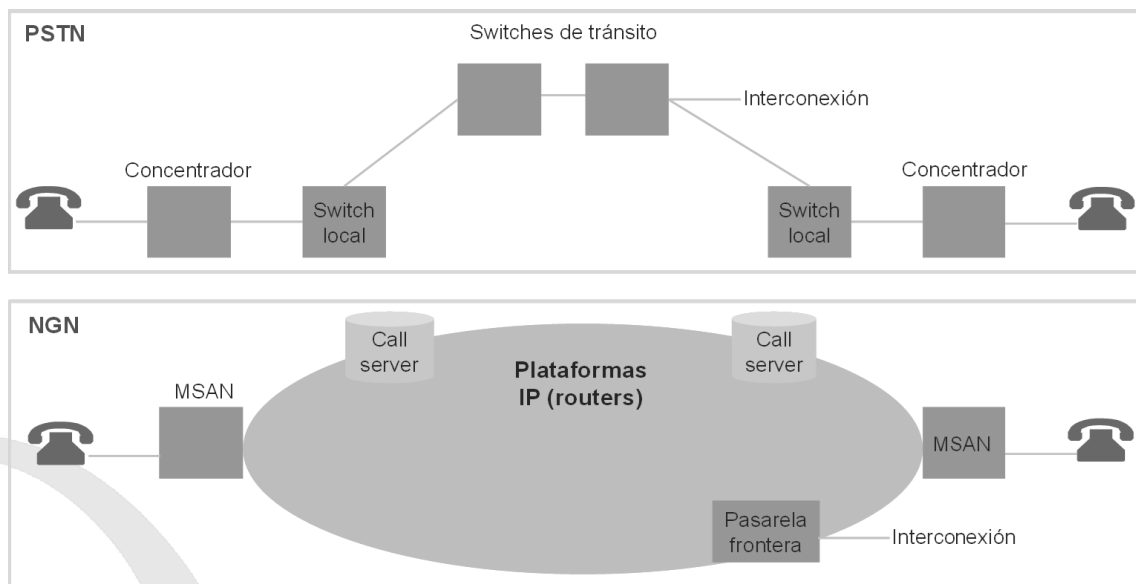 PSTN
Switches de tránsito
Interconexión
Concentrador
Concentrador
Switch
local
Switch
local
NGN
Call
server
Call
server
Plataformas
IP (routers)
MSAN
MSAN
Pasarela
frontera
Interconexión